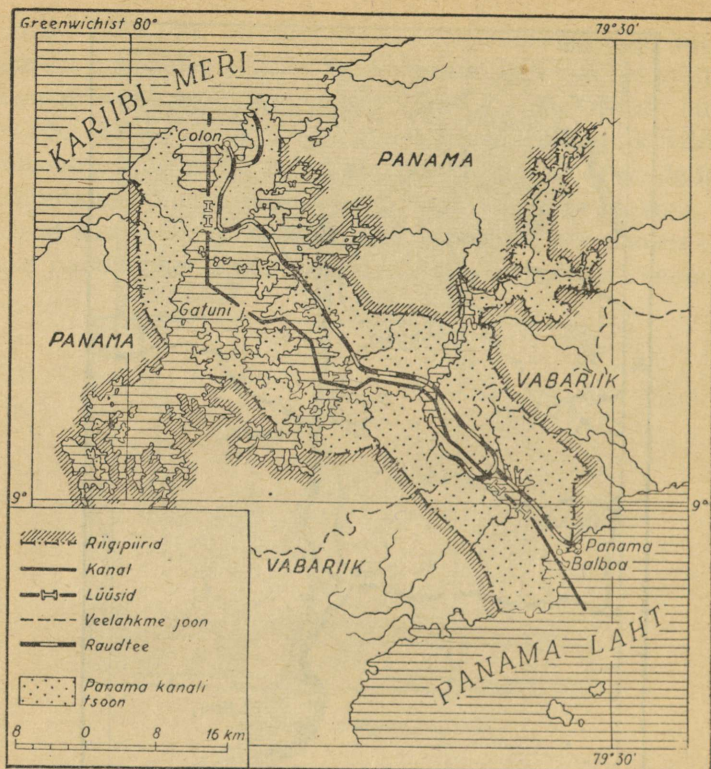 Greenwichist 80°
79°30'
KARIIBI MERI
Colon
PANAMA
Gatuni
PANAMA
VABARIIK
9°
9°
Riigipiirid
Kanal
Lüüsid
Veelahkme joon
Raudtee
Panama kanali
tsoon
8 0 8 16 km
VABARIIK
Panama
Balboa
PANAMA LAHT
79°30'